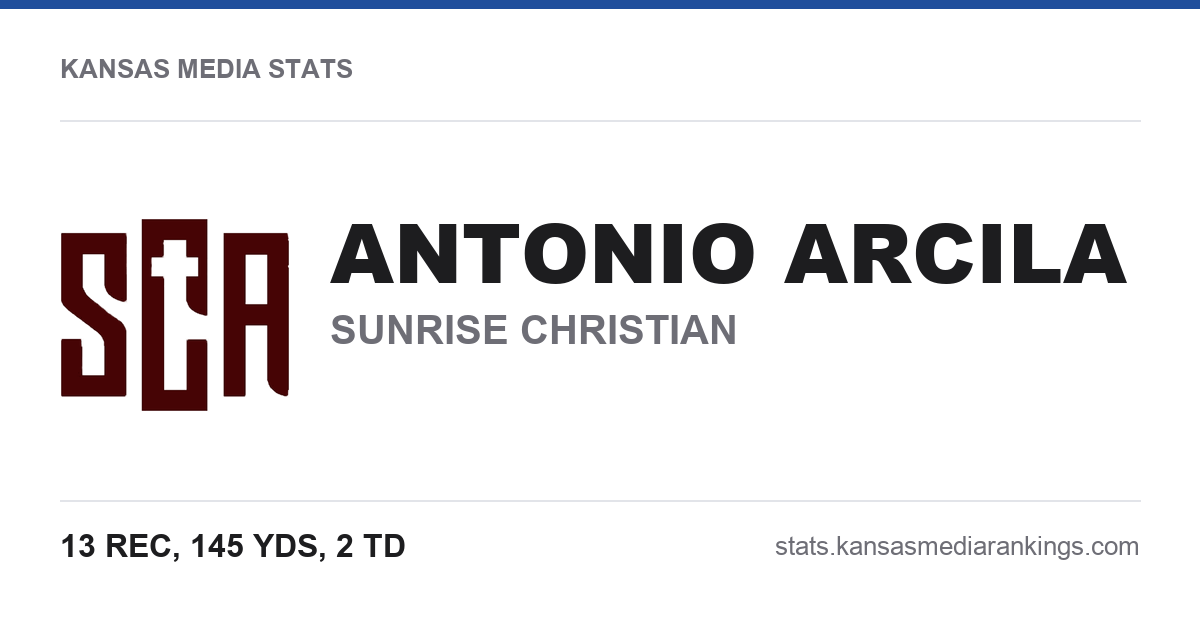 KANSAS MEDIA STATS
SCA
ANTONIO ARCILA
SUNRISE CHRISTIAN
13 REC, 145 YDS, 2 TD
stats.kansasmediarankings.com